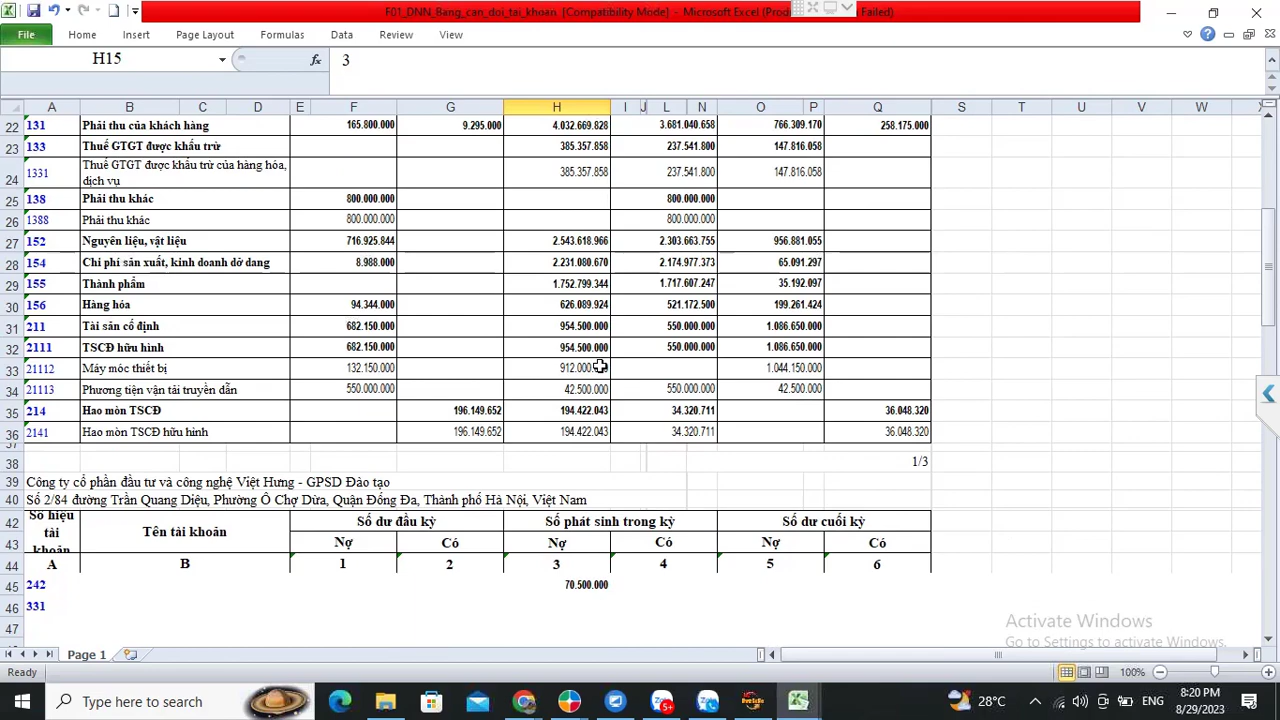 F01_DNN_Bang_can_doi_tai_khoan [Compatibility Mode] - Microsoft Excel (Prod Failed)
File Home Insert Page Layout Formulas Data Review View
H15 fx 3
A B C D E F G H I J L N O P Q S T U V W
22 131 Phải thu của khách hàng 165.800.000 9.295.000 4.032.669.828 3.681.040.658 766.309.170 258.175.000
23 133 Thuế GTGT được khấu trừ 385.357.858 237.541.800 147.816.058
24 1331 Thuế GTGT được khấu trừ của hàng hóa, dịch vụ 385.357.858 237.541.800 147.816.058
25 138 Phải thu khác 800.000.000 800.000.000
26 1388 Phải thu khác 800.000.000 800.000.000
27 152 Nguyên liệu, vật liệu 716.925.844 2.543.618.966 2.303.663.755 956.881.055
28 154 Chi phí sản xuất, kinh doanh dở dang 8.988.000 2.231.080.670 2.174.977.373 65.091.297
29 155 Thành phẩm 1.752.799.344 1.717.607.247 35.192.097
30 156 Hàng hóa 94.344.000 626.089.924 521.172.500 199.261.424
31 211 Tài sản cố định 682.150.000 954.500.000 550.000.000 1.086.650.000
32 2111 TSCĐ hữu hình 682.150.000 954.500.000 550.000.000 1.086.650.000
33 21112 Máy móc thiết bị 132.150.000 912.000. 1.044.150.000
34 21113 Phương tiện vận tải truyền dẫn 550.000.000 42.500.000 550.000.000 42.500.000
35 214 Hao mòn TSCĐ 196.149.652 194.422.043 34.320.711 36.048.320
36 2141 Hao mòn TSCĐ hữu hình 196.149.652 194.422.043 34.320.711 36.048.320
37
38 1/3
39 Công ty cổ phần đầu tư và công nghệ Việt Hưng - GPSD Đào tạo
40 Số 2/84 đường Trần Quang Diệu, Phường Ô Chợ Dừa, Quận Đống Đa, Thành phố Hà Nội, Việt Nam
42 Số hiệu tài khoản Tên tài khoản Số dư đầu kỳ Số phát sinh trong kỳ Số dư cuối kỳ
43 Nợ Có Nợ Có Nợ Có
44 A B 1 2 3 4 5 6
45 242 70.500.000
46 331
47
Activate Windows
Go to Settings to activate Windows.
Page 1
Ready 100%
Type here to search 5+ 28°C ENG 8:20 PM
8/29/2023